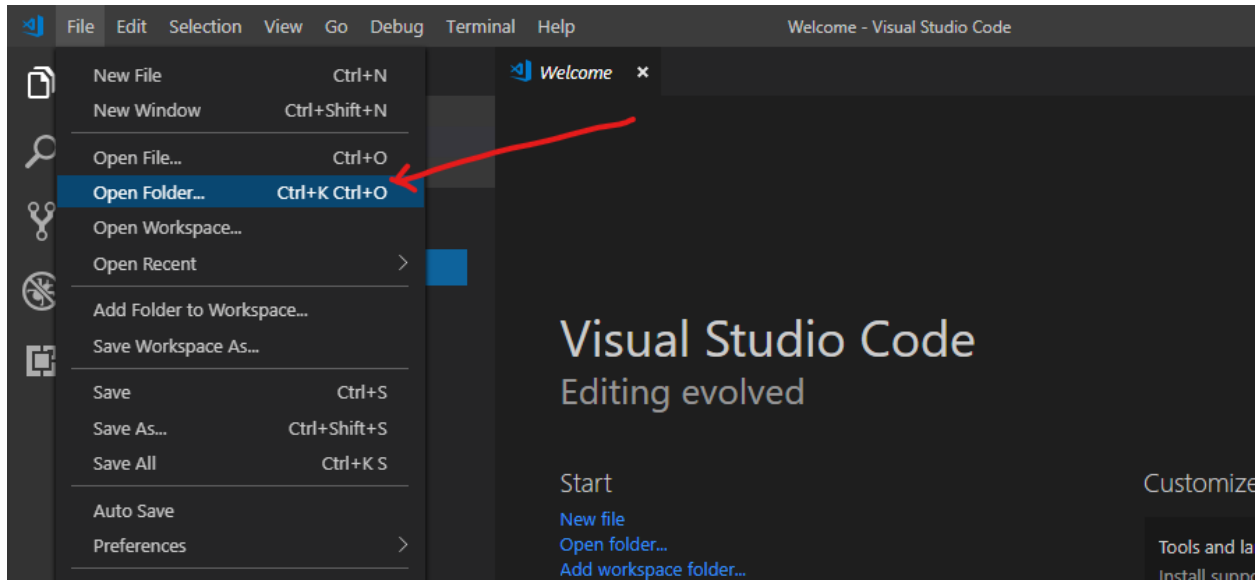 File Edit Selection View Go Debug Terminal Help Welcome - Visual Studio Code
New File Ctrl+N
New Window Ctrl+Shift+N
Open File... Ctrl+O
Open Folder... Ctrl+K Ctrl+O
Open Workspace...
Open Recent
Add Folder to Workspace...
Save Workspace As...
Save Ctrl+S
Save As... Ctrl+Shift+S
Save All Ctrl+K S
Auto Save
Preferences
Welcome
Visual Studio Code
Editing evolved
Start
New file
Open folder...
Add workspace folder...
Customize
Tools and la
Install suppo